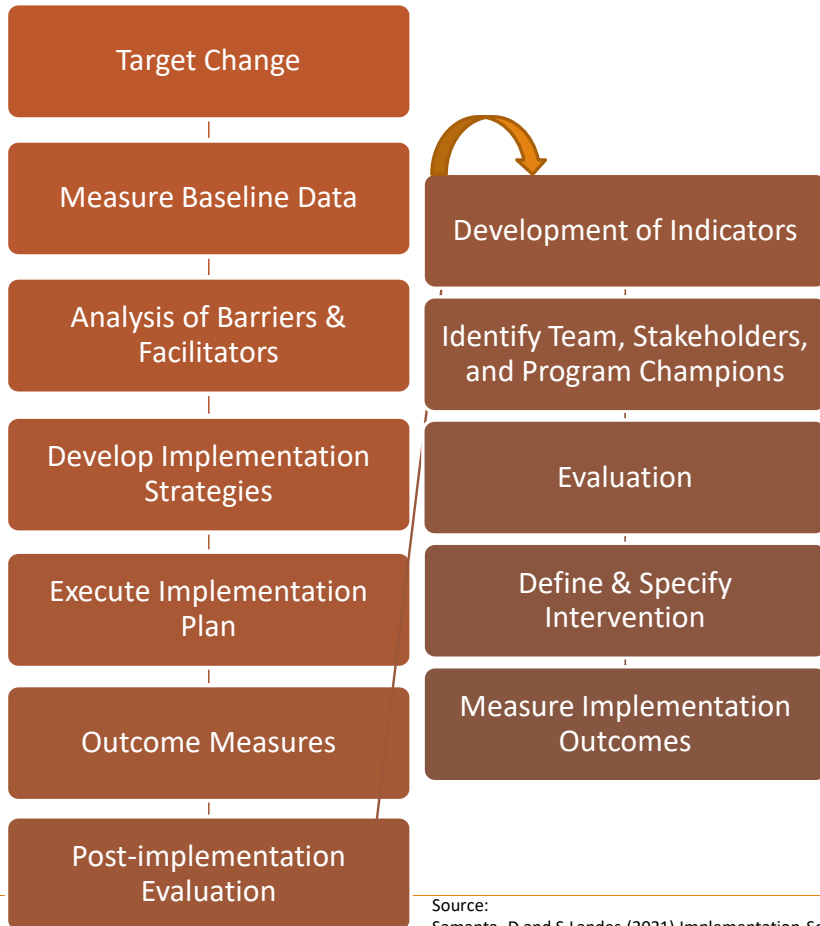 Target Change
Measure Baseline Data
Analysis of Barriers &
Facilitators
Develop Implementation
Strategies
Execute Implementation
Plan
Outcome Measures
Post-implementation
Evaluation
Development of Indicators
Identify Team, Stakeholders,
and Program Champions
Evaluation
Define & Specify
Intervention
Measure Implementation
Outcomes
Source: